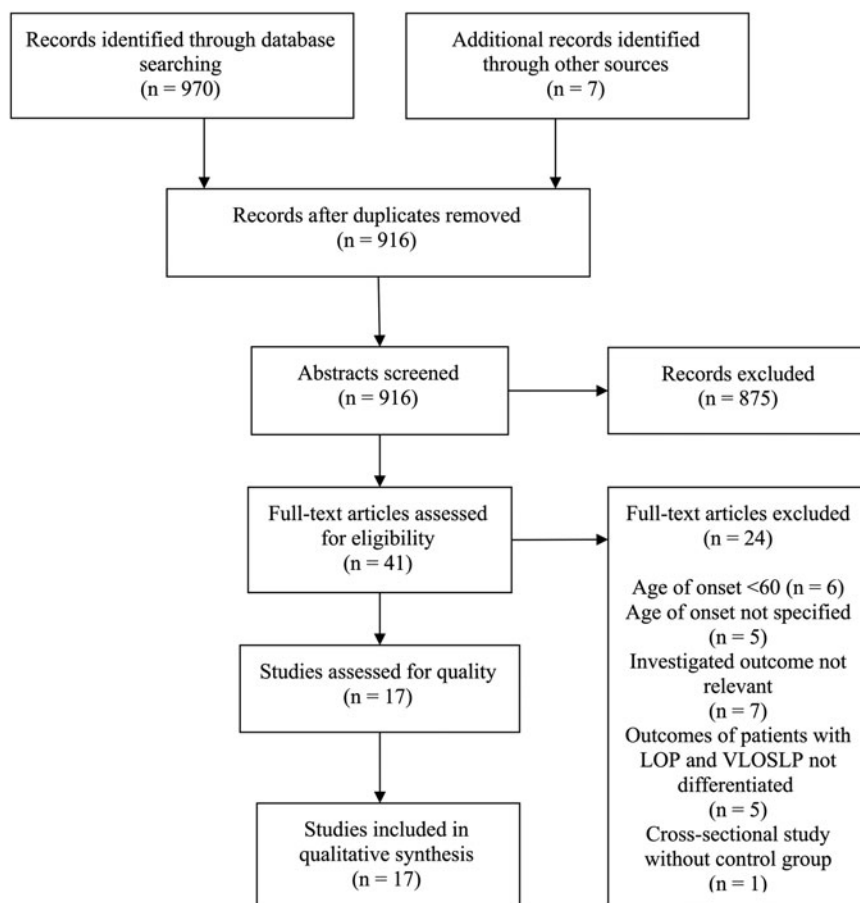 Records identified through database
searching
(n = 970)
Additional records identified
through other sources
(n = 7)
Records after duplicates removed
(n = 916)
Abstracts screened
(n = 916)
Records excluded
(n = 875)
Full-text articles assessed
for eligibility
(n = 41)
Full-text articles excluded
(n = 24)
Age of onset <60 (n = 6)
Age of onset not specified
(n = 5)
Investigated outcome not
relevant
(n = 7)
Outcomes of patients with
LOP and VLOSLP not
differentiated
(n = 5)
Cross-sectional study
without control group
(n = 1)
Studies assessed for quality
(n = 17)
Studies included in
qualitative synthesis
(n = 17)